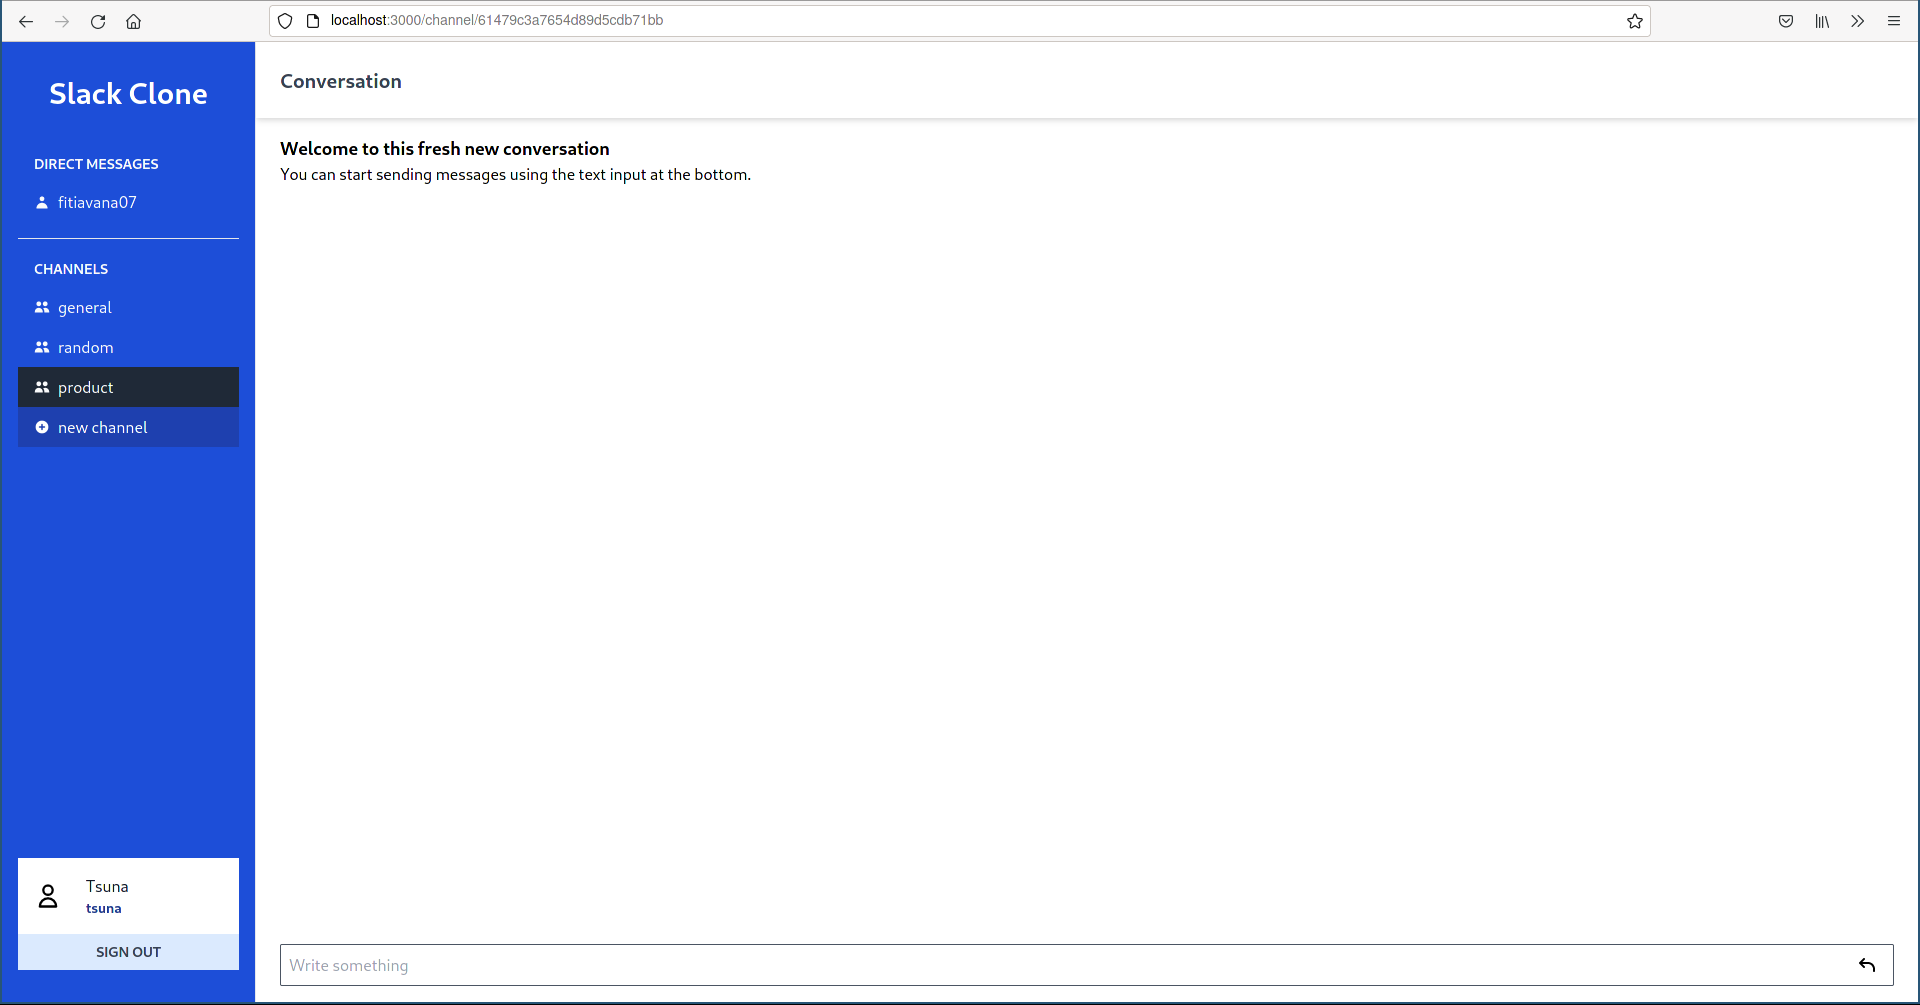 localhost:3000/channel/61479c3a7654d89d5cdb71bb
Slack Clone
DIRECT MESSAGES
fitiavana07
CHANNELS
general
random
product
new channel
Tsuna
tsuna
SIGN OUT
Conversation
Welcome to this fresh new conversation
You can start sending messages using the text input at the bottom.
Write something